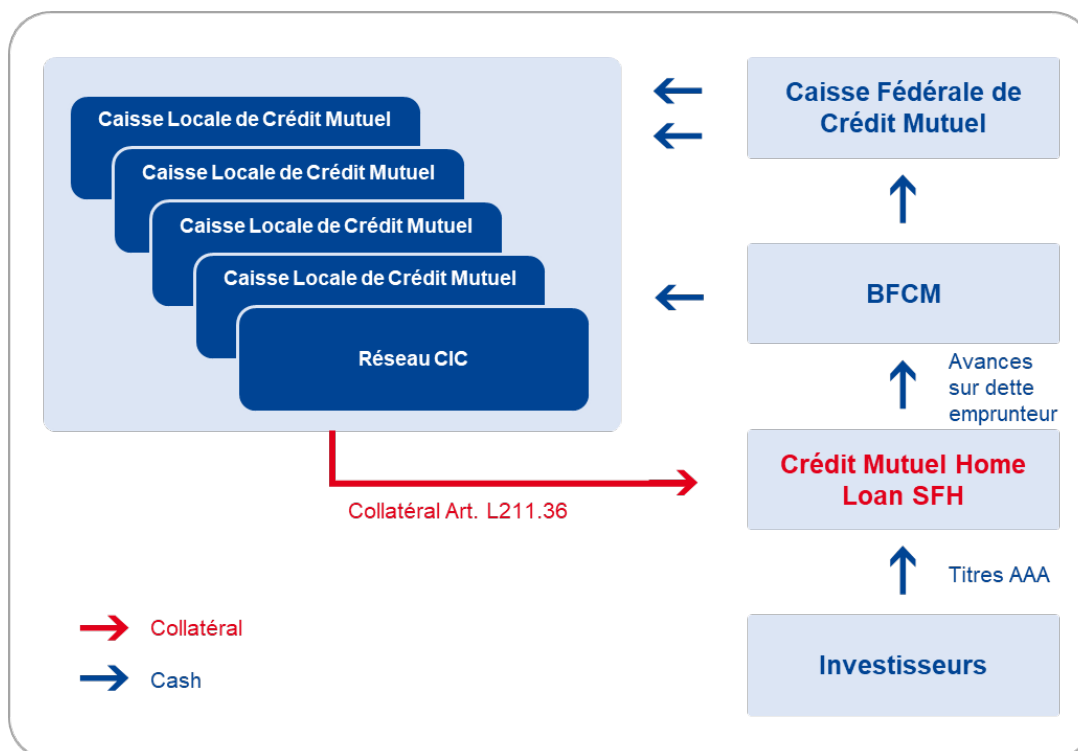 Caisse Locale de Crédit Mutuel
Caisse Locale de Crédit Mutuel
Caisse Locale de Crédit Mutuel
Caisse Locale de Crédit Mutuel
Réseau CIC
Caisse Fédérale de
Crédit Mutuel
BFCM
Avances
sur dette
emprunteur
Crédit Mutuel Home
Loan SFH
Collatéral Art. L211.36
Titres AAA
Investisseurs
Collatéral
Cash